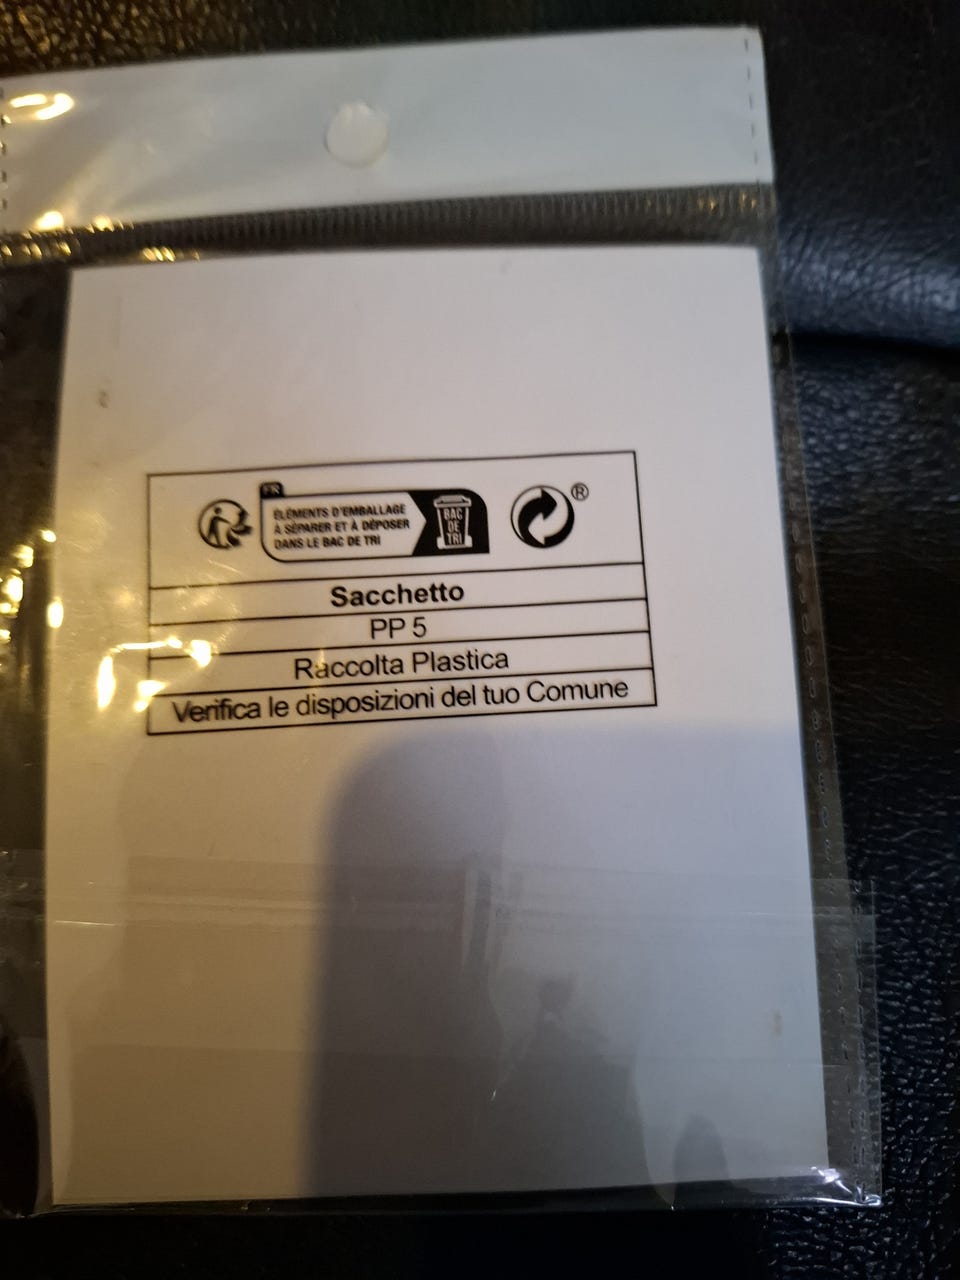 FR
ÉLÉMENTS D'EMBALLAGE
À SÉPARER ET À DÉPOSER
DANS LE BAC DE TRI
BAC
DE
TRI
®
Sacchetto
PP 5
Raccolta Plastica
Verifica le disposizioni del tuo Comune